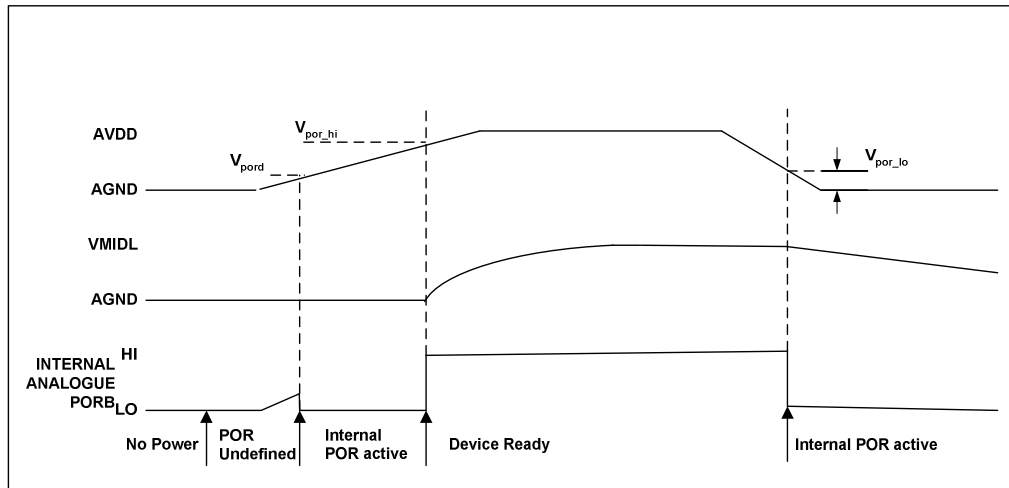 AVDD
V_por_hi
V_pord
V_por_lo
AGND
VMIDL
AGND
HI
INTERNAL
ANALOGUE
PORB
LO
No Power
POR
Undefined
Internal
POR active
Device Ready
Internal POR active